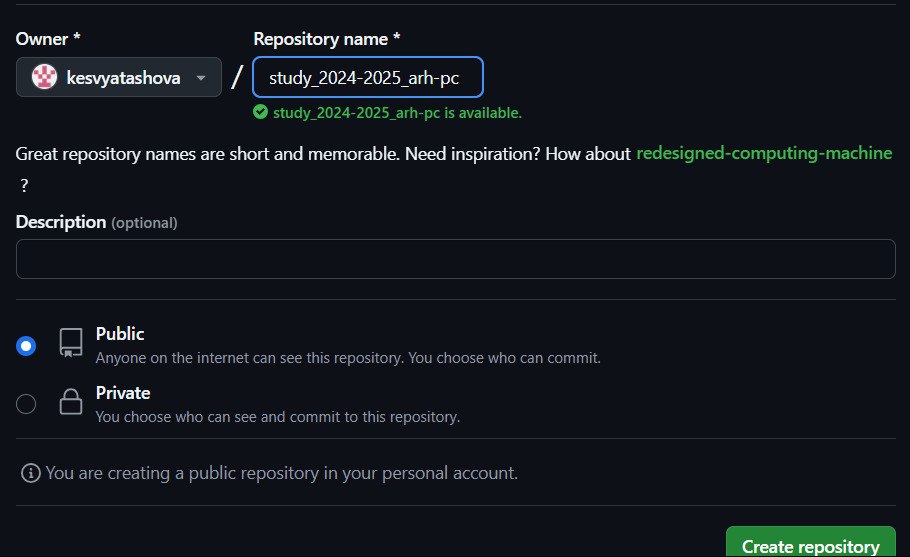 Owner *
Repository name *
kesvyatashova / study_2024-2025_arh-pc
study_2024-2025_arh-pc is available.
Great repository names are short and memorable. Need inspiration? How about redesigned-computing-machine
?
Description (optional)
Public
Anyone on the internet can see this repository. You choose who can commit.
Private
You choose who can see and commit to this repository.
You are creating a public repository in your personal account.
Create repository